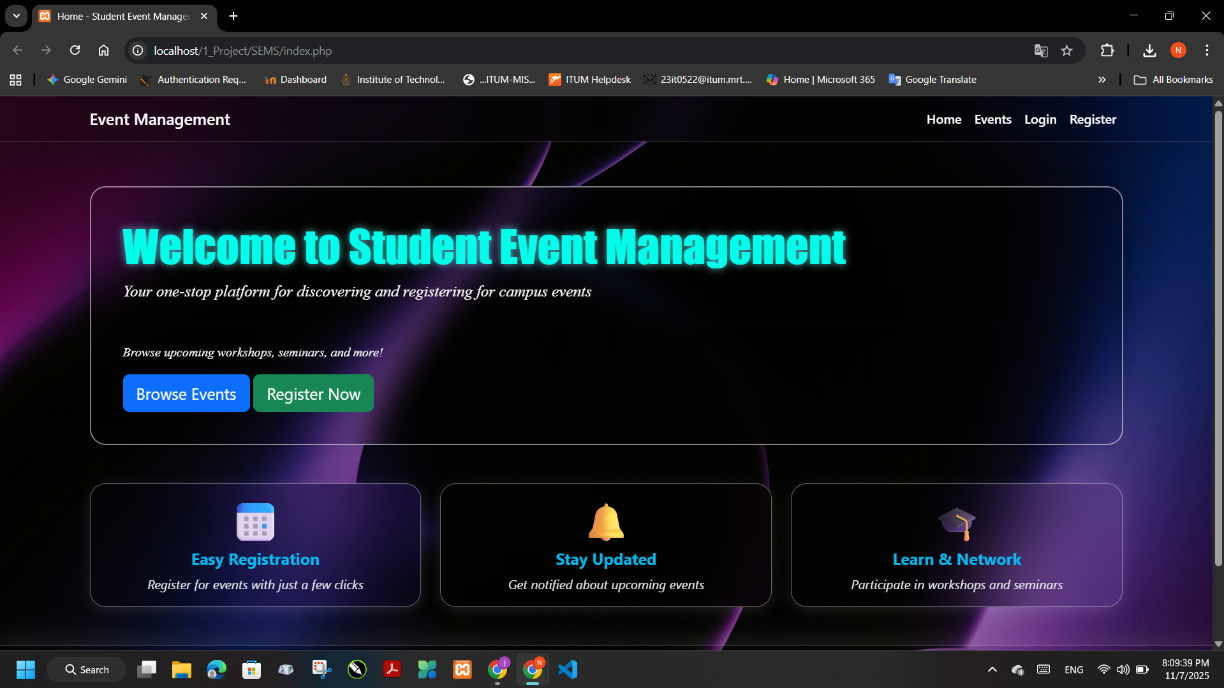 Home - Student Event Manageme
localhost/1_Project/SEMS/index.php
N
Google Gemini
Authentication Req...
Dashboard
Institute of Technol...
...ITUM-MIS...
ITUM Helpdesk
23it0522@itum.mrt....
Home | Microsoft 365
Google Translate
»
All Bookmarks
Event Management
Home Events Login Register
Welcome to Student Event Management
Your one-stop platform for discovering and registering for campus events
Browse upcoming workshops, seminars, and more!
Browse Events Register Now
Easy Registration
Register for events with just a few clicks
Stay Updated
Get notified about upcoming events
Learn & Network
Participate in workshops and seminars
Search
J
N
ENG
8:09:39 PM
11/7/2025